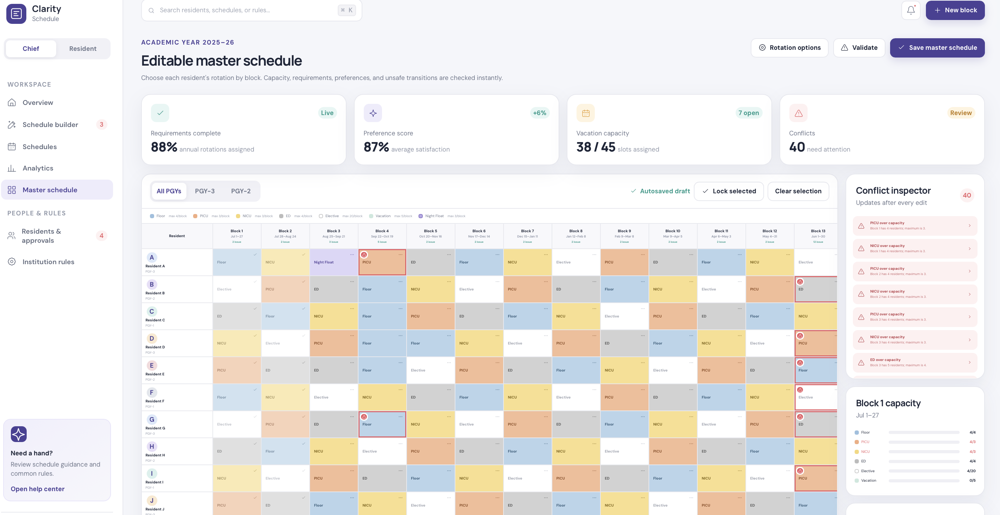 Clarity
Schedule
Search residents, schedules, or rules...
⌘ K
New block
Chief
Resident
WORKSPACE
Overview
Schedule builder 3
Schedules
Analytics
Master schedule
PEOPLE & RULES
Residents & approvals 4
Institution rules
Need a hand?
Review schedule guidance and
common rules.
Open help center
ACADEMIC YEAR 2025–26
Editable master schedule
Choose each resident's rotation by block. Capacity, requirements, preferences, and unsafe transitions are checked instantly.
Rotation options
Validate
Save master schedule
Live
Requirements complete
88% annual rotations assigned
+6%
Preference score
87% average satisfaction
7 open
Vacation capacity
38 / 45 slots assigned
Review
Conflicts
40 need attention
All PGYs PGY-3 PGY-2
Autosaved draft
Lock selected
Clear selection
Floor max 4/block PICU max 3/block NICU max 3/block ED max 4/block Elective max 20/block Vacation max 5/block Night Float max 3/block
Resident Block 1 Block 2 Block 3 Block 4 Block 5 Block 6 Block 7 Block 8 Block 9 Block 10 Block 11 Block 12 Block 13
Jul 1–27 Jul 28–Aug 24 Aug 25–Sep 21 Sep 22–Oct 19 Oct 20–Nov 16 Nov 17–Dec 14 Dec 15–Jan 11 Jan 12–Feb 8 Feb 9–Mar 8 Mar 9–Apr 5 Apr 6–May 3 May 4–31 Jun 1–30
2 issue 2 issue 3 issue 5 issue 2 issue 2 issue 2 issue 2 issue 2 issue 2 issue 2 issue 2 issue 12 issue
A
Resident A
PGY-3
Floor NICU Night Float PICU ED Floor NICU Elective PICU ED Floor NICU Elective
B
Resident B
PGY-2
Elective PICU ED Floor NICU Elective PICU ED Floor NICU Elective PICU ED
C
Resident C
PGY-1
ED Floor NICU Floor PICU ED Floor NICU Elective PICU ED Floor NICU
D
Resident D
PGY-3
NICU Elective PICU Floor Floor NICU Elective PICU ED Floor NICU Elective PICU
E
Resident E
PGY-2
PICU ED ED Floor Elective PICU ED Floor NICU Elective PICU ED Floor
F
Resident F
PGY-1
Floor NICU Elective NICU ED Floor NICU Elective PICU ED Floor NICU Elective
G
Resident G
PGY-3
Elective PICU ED Floor NICU Elective PICU ED Floor NICU Elective PICU ED
H
Resident H
PGY-2
ED Floor NICU Elective PICU ED Floor NICU Elective PICU ED Floor NICU
I
Resident I
PGY-1
NICU Elective PICU ED Floor NICU Elective PICU ED Floor NICU Elective PICU
J
Resident J
PGY-3
PICU ED Floor NICU Elective PICU ED Floor NICU Elective PICU ED Floor
Conflict inspector 40
Updates after every edit
PICU over capacity
Block 1 has 4 residents; maximum is 3.
NICU over capacity
Block 1 has 4 residents; maximum is 3.
PICU over capacity
Block 2 has 4 residents; maximum is 3.
NICU over capacity
Block 2 has 4 residents; maximum is 3.
PICU over capacity
Block 3 has 4 residents; maximum is 3.
NICU over capacity
Block 3 has 4 residents; maximum is 3.
ED over capacity
Block 3 has 5 residents; maximum is 4.
Block 1 capacity
Jul 1–27
Floor 4/4
PICU 4/3
NICU 4/3
ED 4/4
Elective 4/20
Vacation 0/5